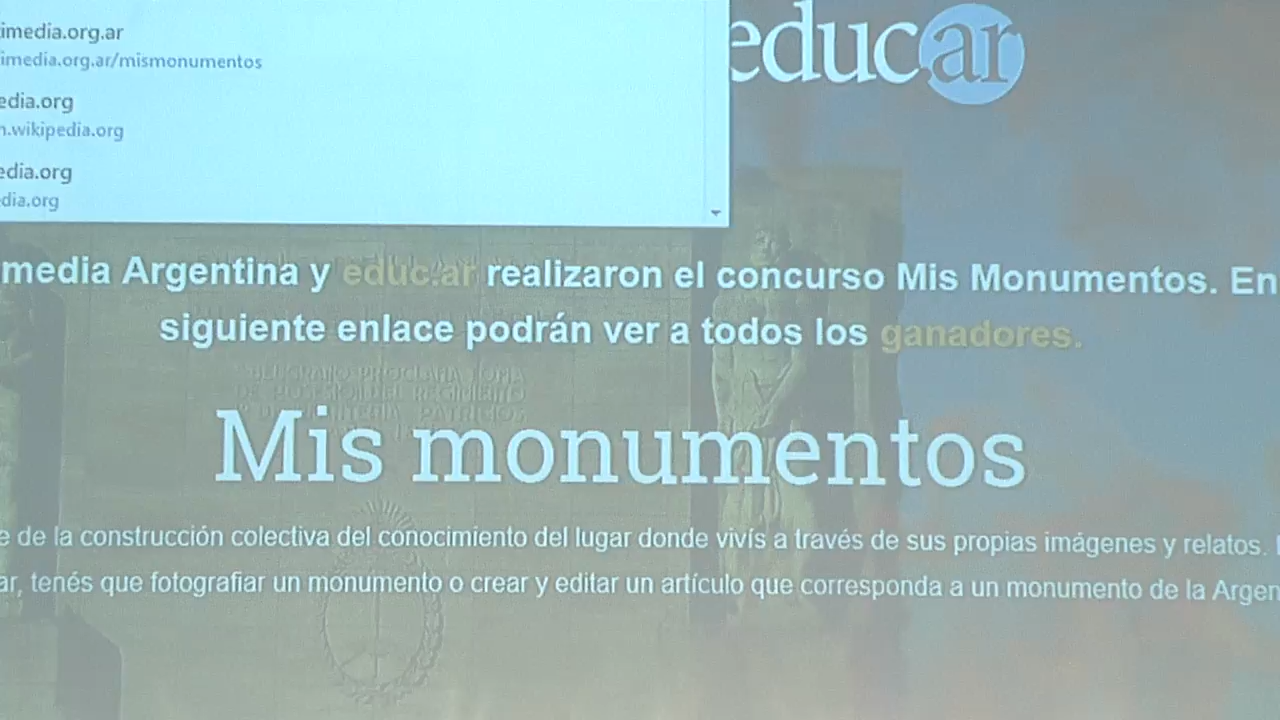 imedia.org.ar
imedia.org.ar/mismonumentos
edia.org
n.wikipedia.org
edia.org
dia.org
educar
media Argentina y educ.ar realizaron el concurso Mis Monumentos. En
siguiente enlace podrán ver a todos los ganadores.
Mis monumentos
e de la construcción colectiva del conocimiento del lugar donde vivís a través de sus propias imágenes y relatos.
ar, tenés que fotografiar un monumento o crear y editar un artículo que corresponda a un monumento de la Argen